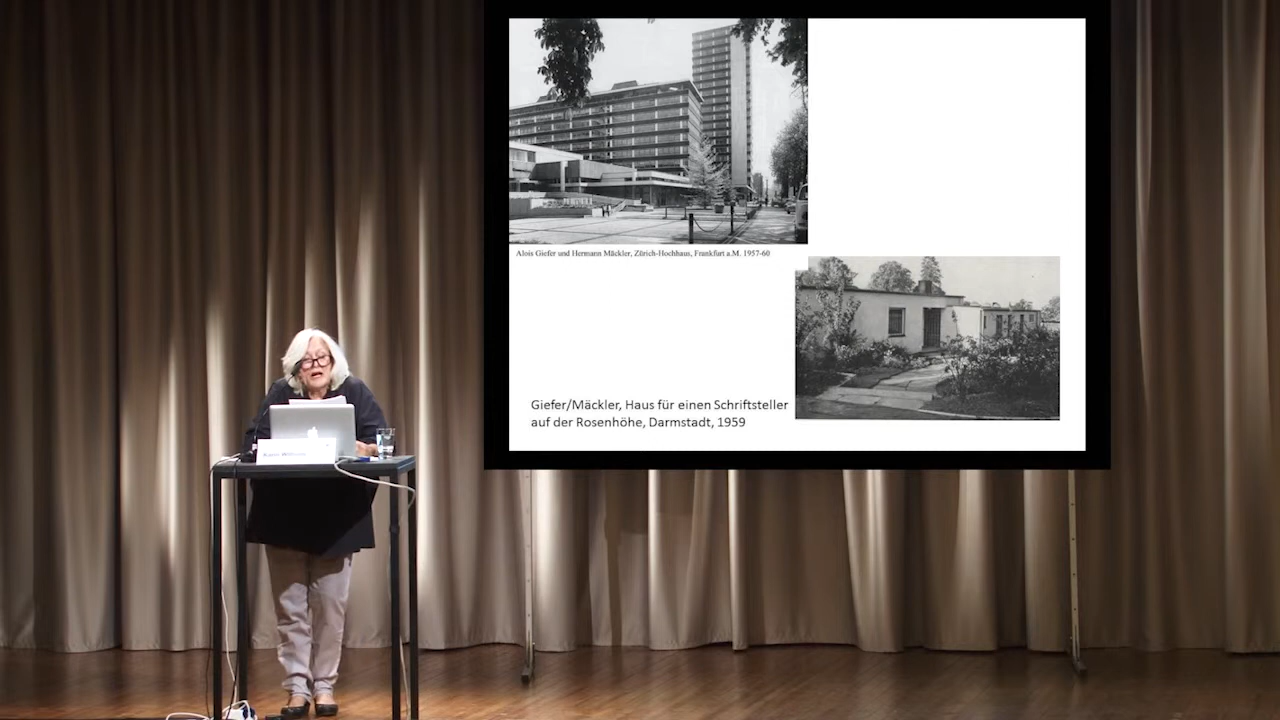 Alois Giefer und Hermann Mäckler, Zürich-Hochhaus, Frankfurt a.M. 1957-60
Giefer/Mäckler, Haus für einen Schriftsteller
auf der Rosenhöhe, Darmstadt, 1959